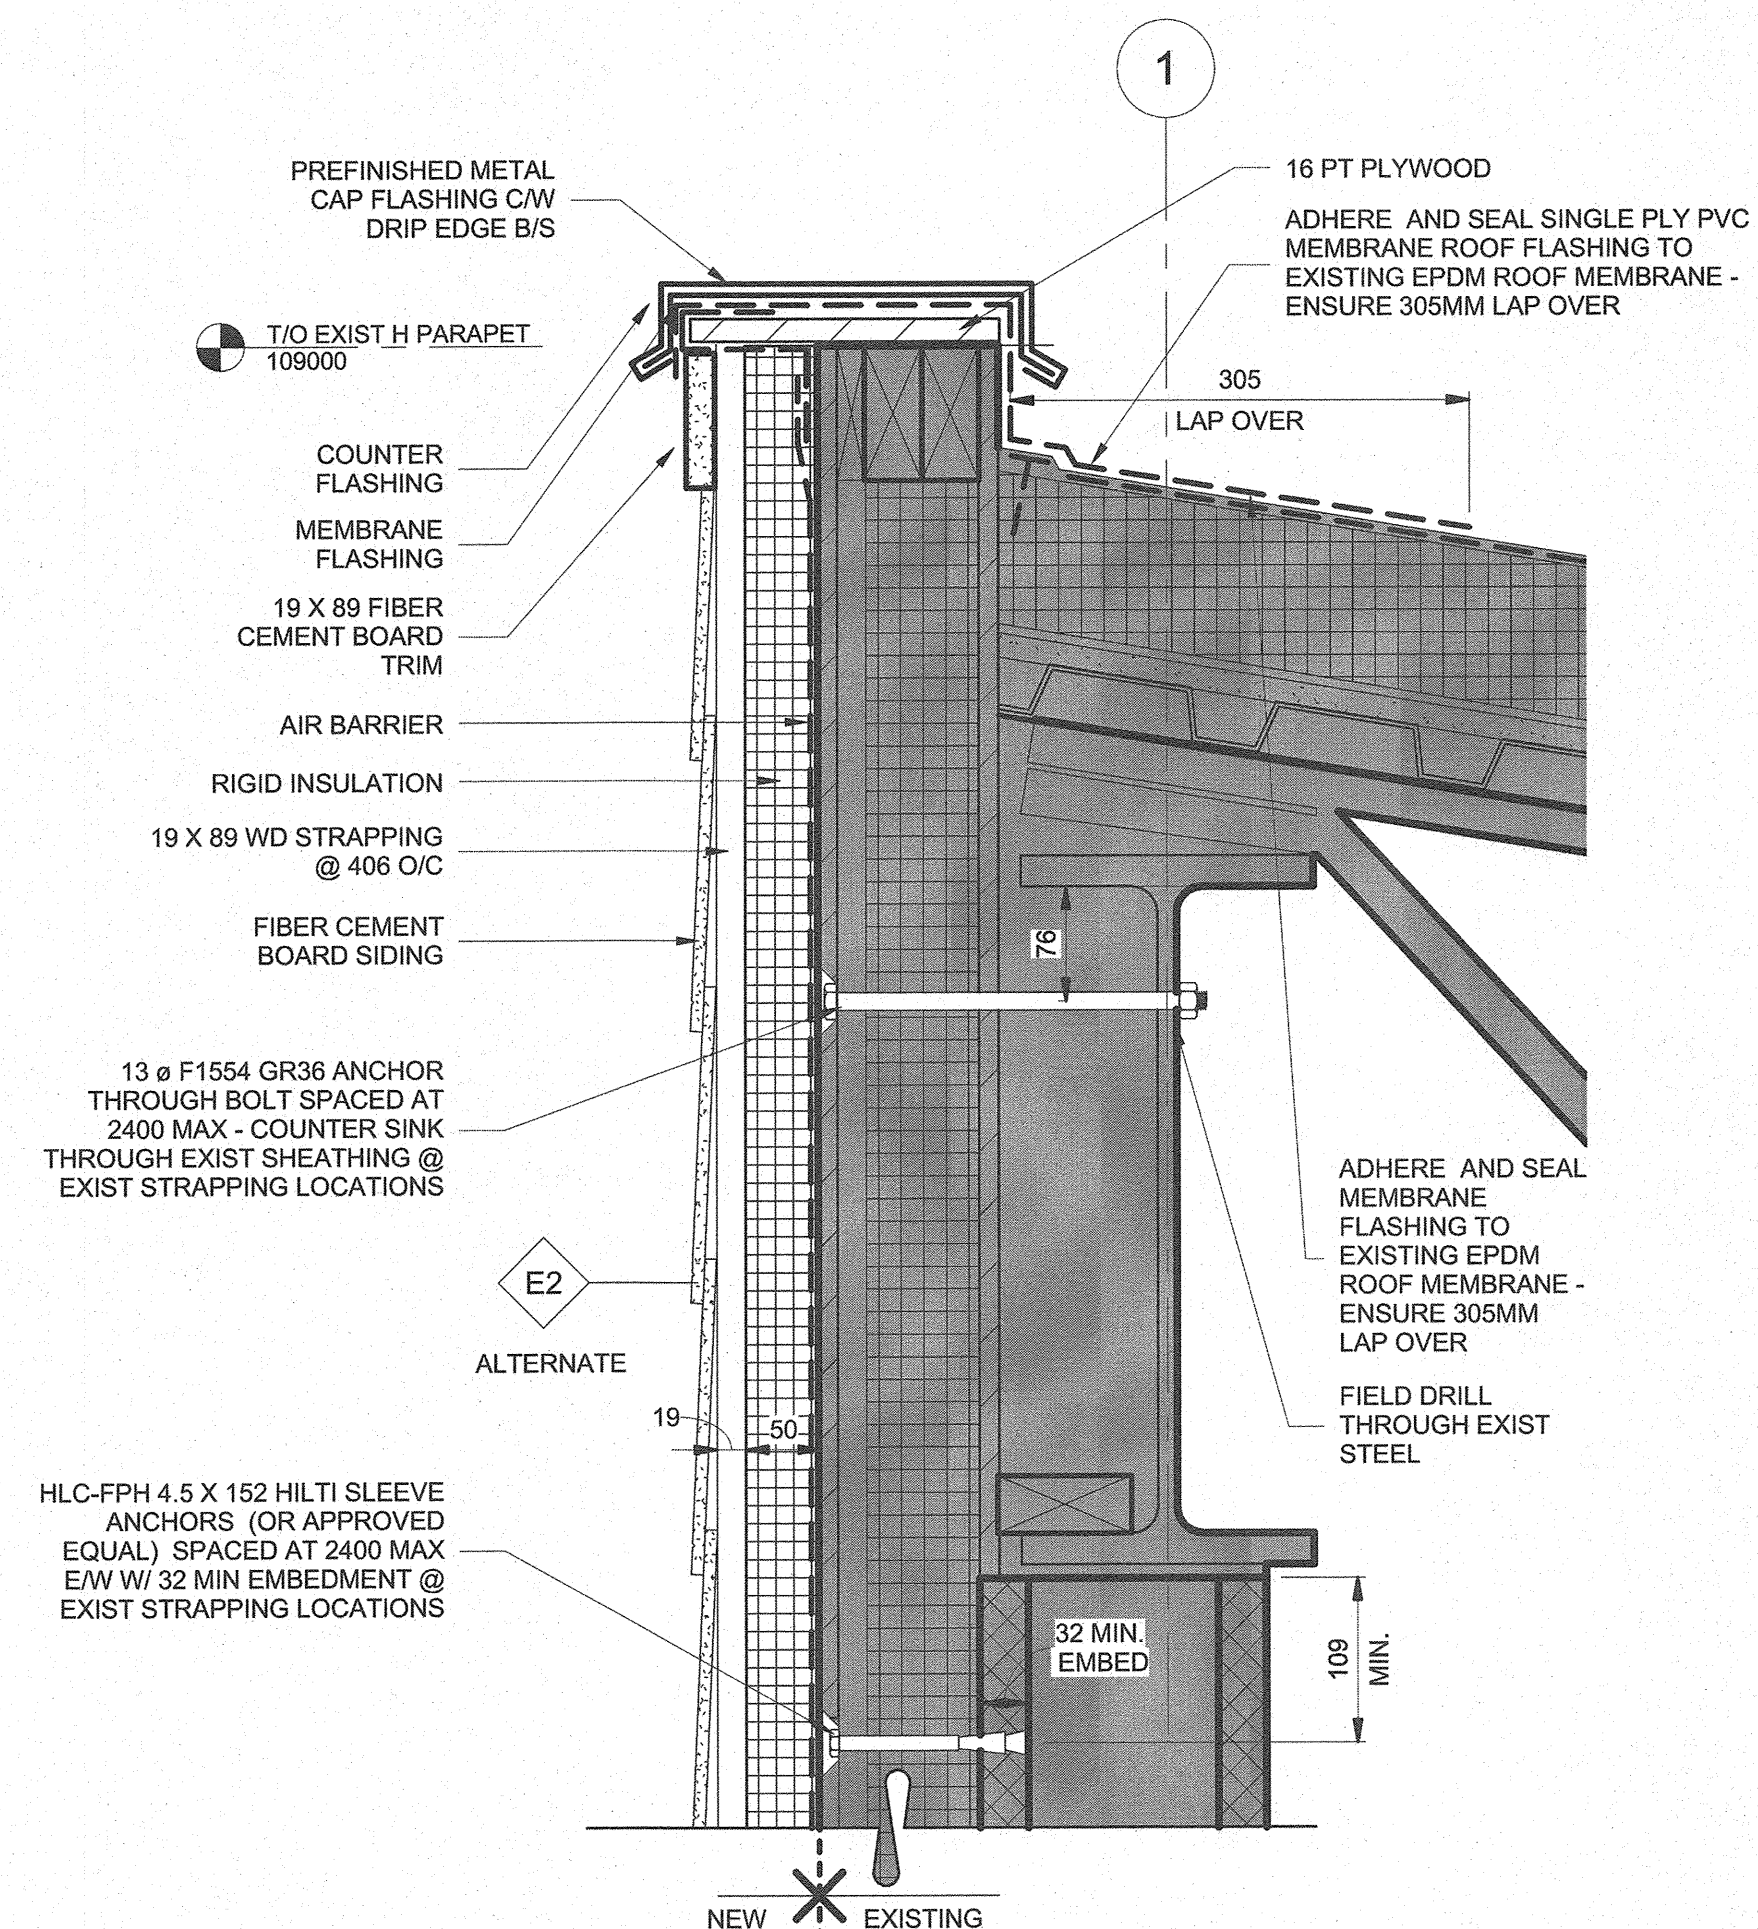 1
PREFINISHED METAL
CAP FLASHING C/W
DRIP EDGE B/S
16 PT PLYWOOD
ADHERE AND SEAL SINGLE PLY PVC
MEMBRANE ROOF FLASHING TO
EXISTING EPDM ROOF MEMBRANE -
ENSURE 305MM LAP OVER
T/O EXIST H PARAPET
109000
305
LAP OVER
COUNTER
FLASHING
MEMBRANE
FLASHING
19 X 89 FIBER
CEMENT BOARD
TRIM
AIR BARRIER
RIGID INSULATION
19 X 89 WD STRAPPING
@ 406 O/C
FIBER CEMENT
BOARD SIDING
76
13 ø F1554 GR36 ANCHOR
THROUGH BOLT SPACED AT
2400 MAX - COUNTER SINK
THROUGH EXIST SHEATHING @
EXIST STRAPPING LOCATIONS
ADHERE AND SEAL
MEMBRANE
FLASHING TO
EXISTING EPDM
ROOF MEMBRANE -
ENSURE 305MM
LAP OVER
E2
ALTERNATE
FIELD DRILL
THROUGH EXIST
STEEL
19
50
HLC-FPH 4.5 X 152 HILTI SLEEVE
ANCHORS (OR APPROVED
EQUAL) SPACED AT 2400 MAX
E/W W/ 32 MIN EMBEDMENT @
EXIST STRAPPING LOCATIONS
32 MIN.
EMBED
109
MIN.
NEW
EXISTING